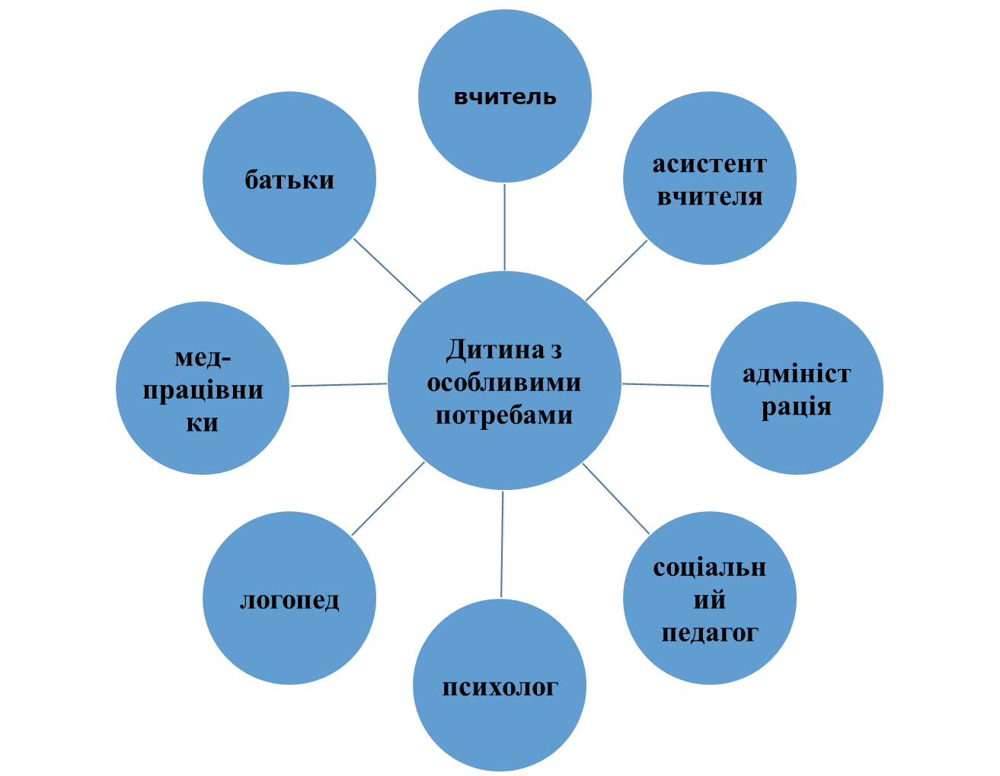 вчитель
асистент
вчителя
батьки
Дитина з
особливими
потребами
мед-
працівни
ки
адмініст
рація
соціальн
ий
педагог
логопед
психолог